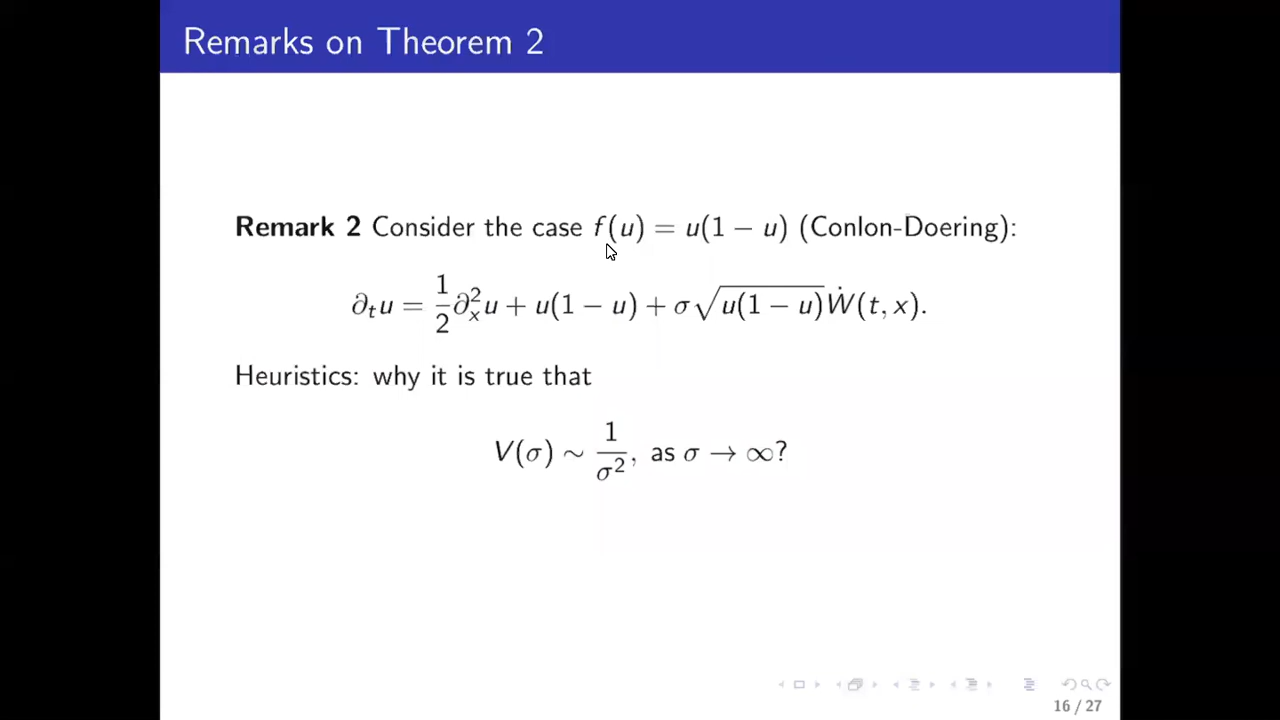 Remarks on Theorem 2
Remark 2 Consider the case f(u) = u(1 − u) (Conlon-Doering):
∂ₜu = 1/2 ∂ₓ²u + u(1 − u) + σ√(u(1 − u))Ẇ(t, x).
Heuristics: why it is true that
V(σ) ∼ 1/σ², as σ → ∞?
16 / 27